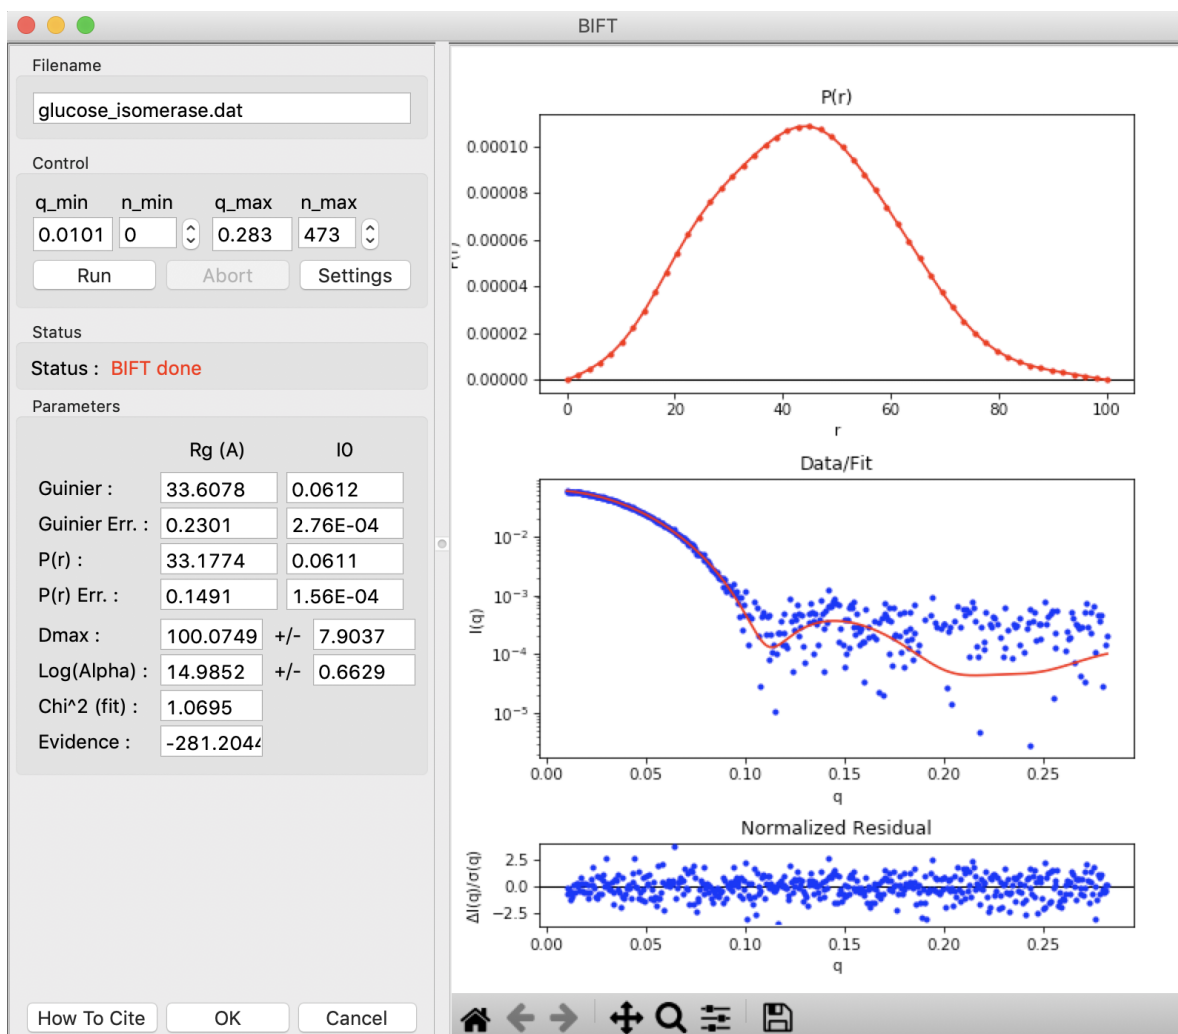 BIFT
Filename
glucose_isomerase.dat
Control
q_min n_min q_max n_max
0.0101 0 0.283 473
Run Abort Settings
Status
Status : BIFT done
Parameters
Rg (A) I0
Guinier : 33.6078 0.0612
Guinier Err. : 0.2301 2.76E-04
P(r) : 33.1774 0.0611
P(r) Err. : 0.1491 1.56E-04
Dmax : 100.0749 +/- 7.9037
Log(Alpha) : 14.9852 +/- 0.6629
Chi^2 (fit) : 1.0695
Evidence : -281.2044
How To Cite OK Cancel
P(r)
0.00010
0.00008
0.00006
0.00004
0.00002
0.00000
P(r)
0 20 40 60 80 100
r
Data/Fit
10⁻²
10⁻³
10⁻⁴
10⁻⁵
I(q)
0.00 0.05 0.10 0.15 0.20 0.25
q
Normalized Residual
2.5
0.0
−2.5
ΔI(q)/σ(q)
0.00 0.05 0.10 0.15 0.20 0.25
q